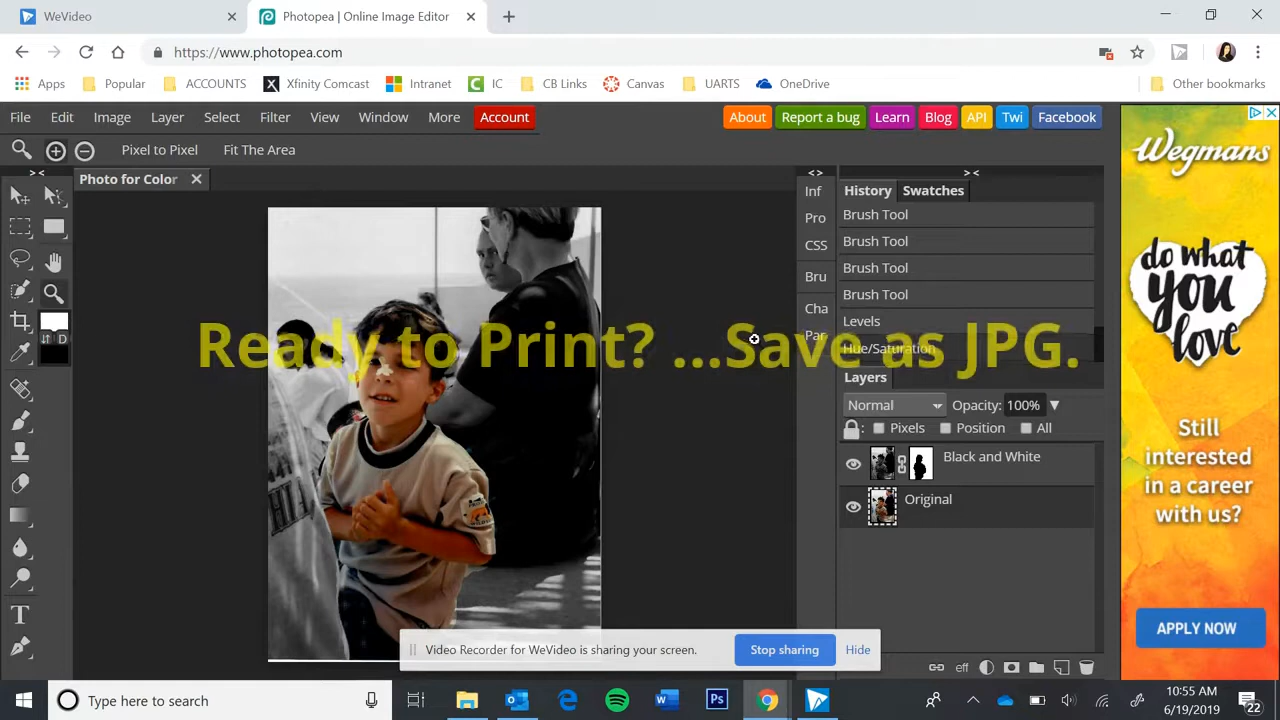 WeVideo
Photopea | Online Image Editor
https://www.photopea.com
Apps Popular ACCOUNTS Xfinity Comcast Intranet IC CB Links Canvas UARTS OneDrive Other bookmarks
File Edit Image Layer Select Filter View Window More Account About Report a bug Learn Blog API Twi Facebook
Pixel to Pixel Fit The Area
Photo for Color
Inf
Pro
CSS
Bru
Cha
Par
History Swatches
Brush Tool
Brush Tool
Brush Tool
Brush Tool
Levels
Hue/Saturation
Layers
Normal Opacity: 100%
Pixels Position All
Black and White
Original
eff
Ready to Print? ...Save as JPG.
Wegmans
do what
YOU
LOVE
Still
interested
in a career
with us?
APPLY NOW
Video Recorder for WeVideo is sharing your screen. Stop sharing Hide
Type here to search
10:55 AM
6/19/2019
22